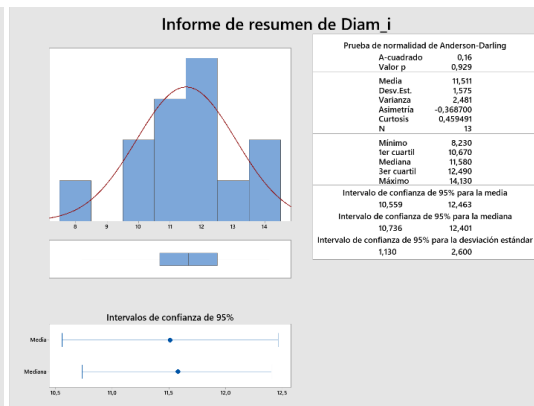 Informe de resumen de Diam_i
Prueba de normalidad de Anderson-Darling
A-cuadrado 0,16
Valor p 0,929
Media 11,511
Desv.Est. 1,575
Varianza 2,481
Asimetria -0,368700
Curtosis 0,459491
N 13
Mínimo 8,230
1er cuartil 10,670
Mediana 11,580
3er cuartil 12,490
Máximo 14,130
Intervalo de confianza de 95% para la media
10,559 12,463
Intervalo de confianza de 95% para la mediana
10,736 12,401
Intervalo de confianza de 95% para la desviación estándar
1,130 2,600
8 9 10 11 12 13 14
Intervalos de confianza de 95%
Media
Mediana
10,5 11,0 11,5 12,0 12,5